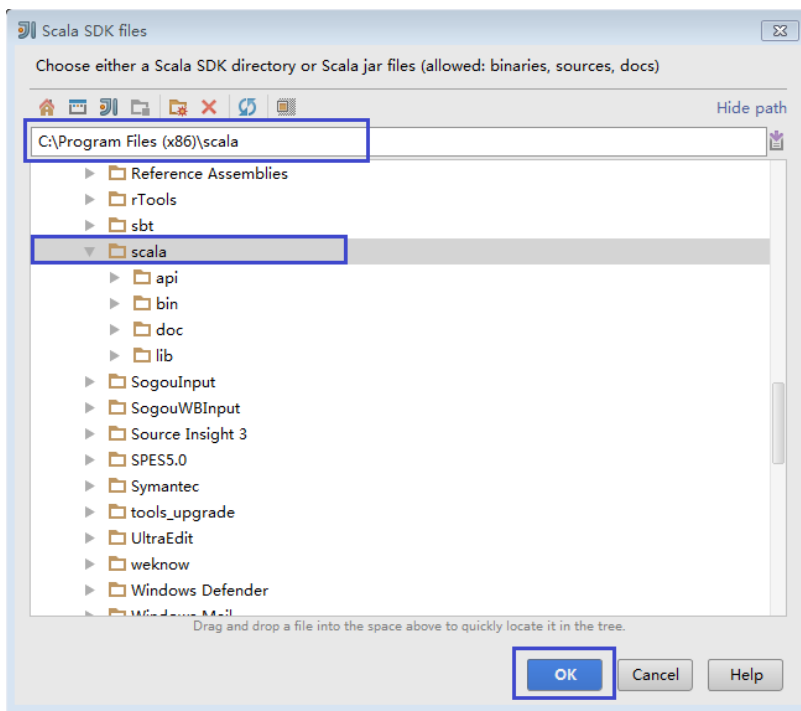 Scala SDK files
Choose either a Scala SDK directory or Scala jar files (allowed: binaries, sources, docs)
Hide path
C:\Program Files (x86)\scala
Reference Assemblies
rTools
sbt
scala
api
bin
doc
lib
SogouInput
SogouWBInput
Source Insight 3
SPES5.0
Symantec
tools_upgrade
UltraEdit
weknow
Windows Defender
Windows Mail
Drag and drop a file into the space above to quickly locate it in the tree.
OK Cancel Help